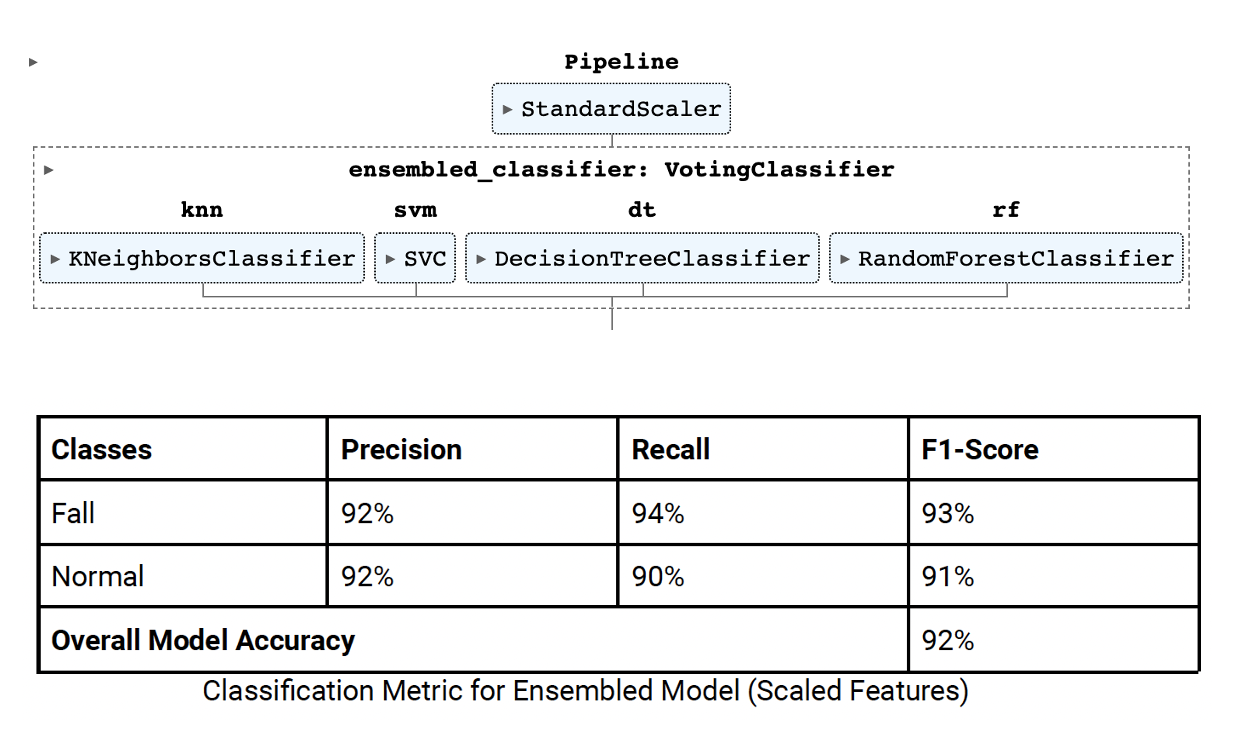 Pipeline
StandardScaler
ensembled_classifier: VotingClassifier
knn svm dt rf
KNeighborsClassifier SVC DecisionTreeClassifier RandomForestClassifier
Classes Precision Recall F1-Score
Fall 92% 94% 93%
Normal 92% 90% 91%
Overall Model Accuracy 92%
Classification Metric for Ensembled Model (Scaled Features)